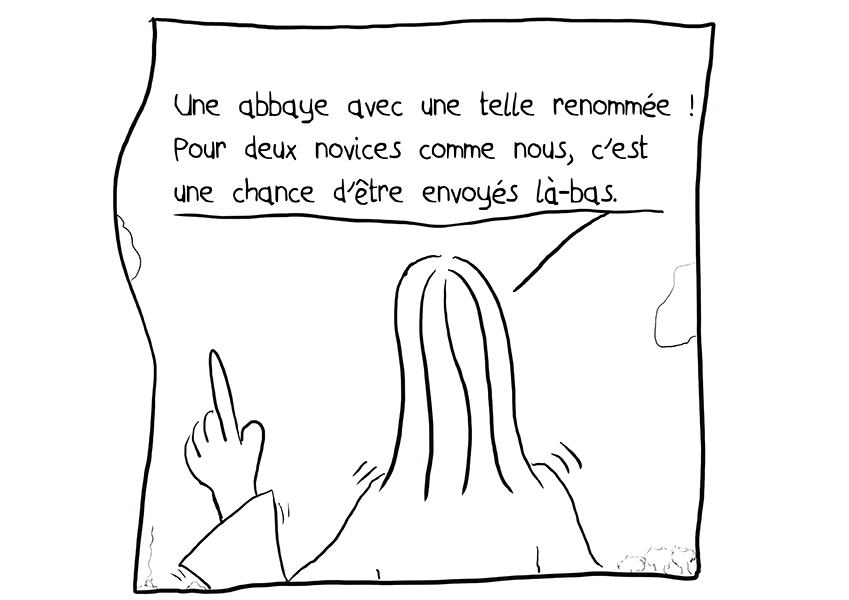 Une abbaye avec une telle renommée !
Pour deux novices comme nous, c'est
une chance d'être envoyés là-bas.